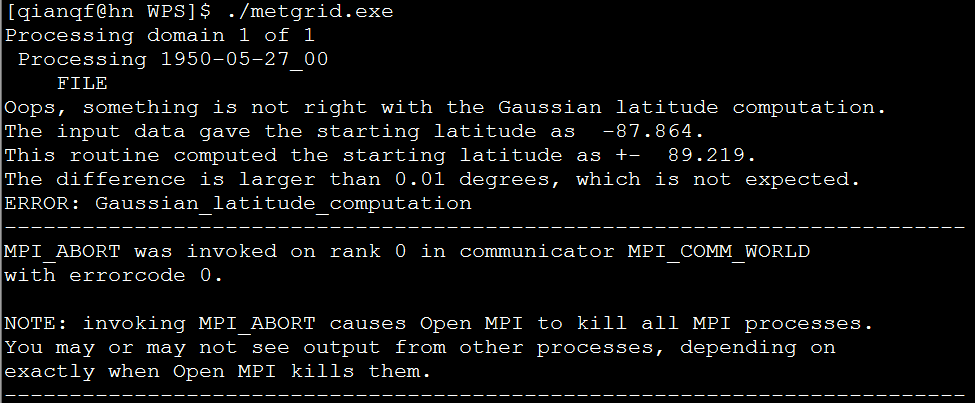 [qianqf@hn WPS]$ ./metgrid.exe
Processing domain 1 of 1
 Processing 1950-05-27_00
    FILE
Oops, something is not right with the Gaussian latitude computation.
The input data gave the starting latitude as  -87.864.
This routine computed the starting latitude as +-  89.219.
The difference is larger than 0.01 degrees, which is not expected.
ERROR: Gaussian_latitude_computation
--------------------------------------------------------------------------
MPI_ABORT was invoked on rank 0 in communicator MPI_COMM_WORLD
with errorcode 0.

NOTE: invoking MPI_ABORT causes Open MPI to kill all MPI processes.
You may or may not see output from other processes, depending on
exactly when Open MPI kills them.
--------------------------------------------------------------------------